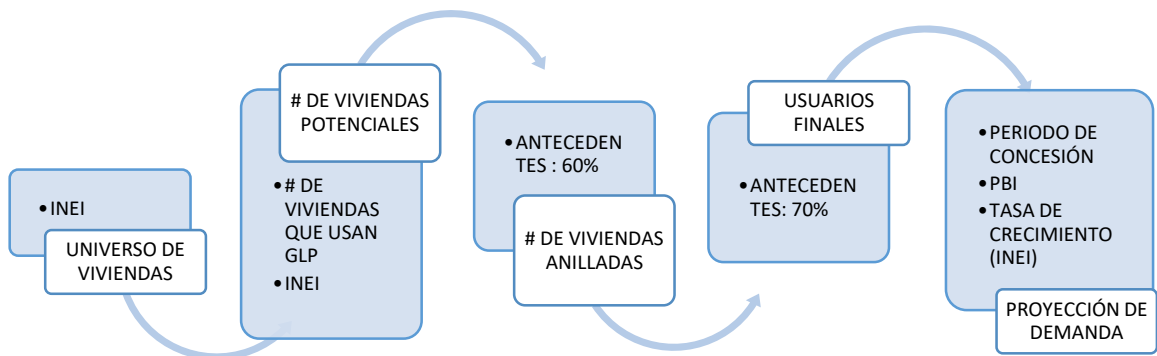 • INEI
UNIVERSO DE
VIVIENDAS
# DE VIVIENDAS
POTENCIALES
• # DE
VIVIENDAS
QUE USAN
GLP
• INEI
• ANTECEDEN
TES : 60%
# DE VIVIENDAS
ANILLADAS
USUARIOS
FINALES
• ANTECEDEN
TES: 70%
• PERIODO DE
CONCESIÓN
• PBI
• TASA DE
CRECIMIENTO
(INEI)
PROYECCIÓN DE
DEMANDA